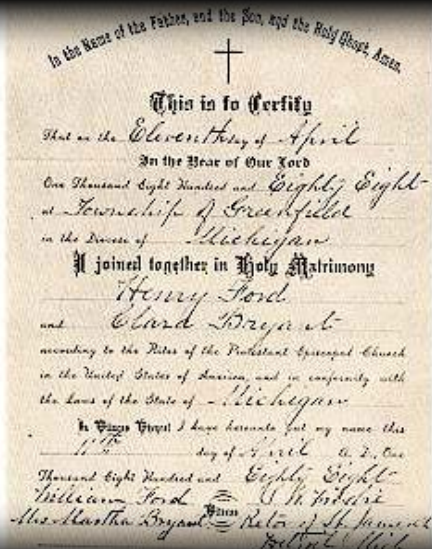 In the Name of the Father, and the Son, and the Holy Ghost, Amen.
This is to Certify
That on the Eleventh day of April
In the Year of Our Lord
One Thousand Eight Hundred and Eighty Eight
at Township of Greenfield
in the Diocese of Michigan
I joined together in Holy Matrimony
Henry Ford
and Clara Bryant
according to the Rites of the Protestant Episcopal Church
in the United States of America, and in conformity with
the Laws of the State of Michigan
In Witness Whereof I have hereunto put my name this
11th day of April A. D., One
Thousand Eight Hundred and Eighty Eight
William Ford
Witness
Mrs Martha Bryant Rector of St.